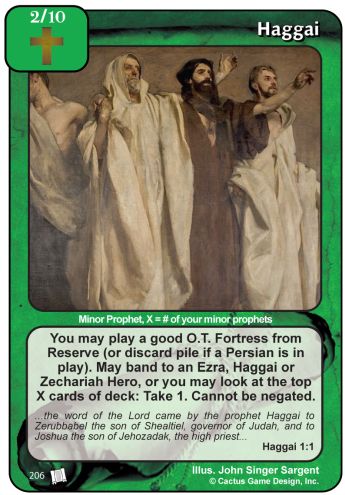 2/10
Haggai
Minor Prophet, X = # of your minor prophets
You may play a good O.T. Fortress from
Reserve (or discard pile if a Persian is in
play). May band to an Ezra, Haggai or
Zechariah Hero, or you may look at the top
X cards of deck: Take 1. Cannot be negated.
...the word of the Lord came by the prophet Haggai to
Zerubbabel the son of Shealtiel, governor of Judah, and to
Joshua the son of Jehozadak, the high priest...
Haggai 1:1
206
Illus. John Singer Sargent
© Cactus Game Design, Inc.